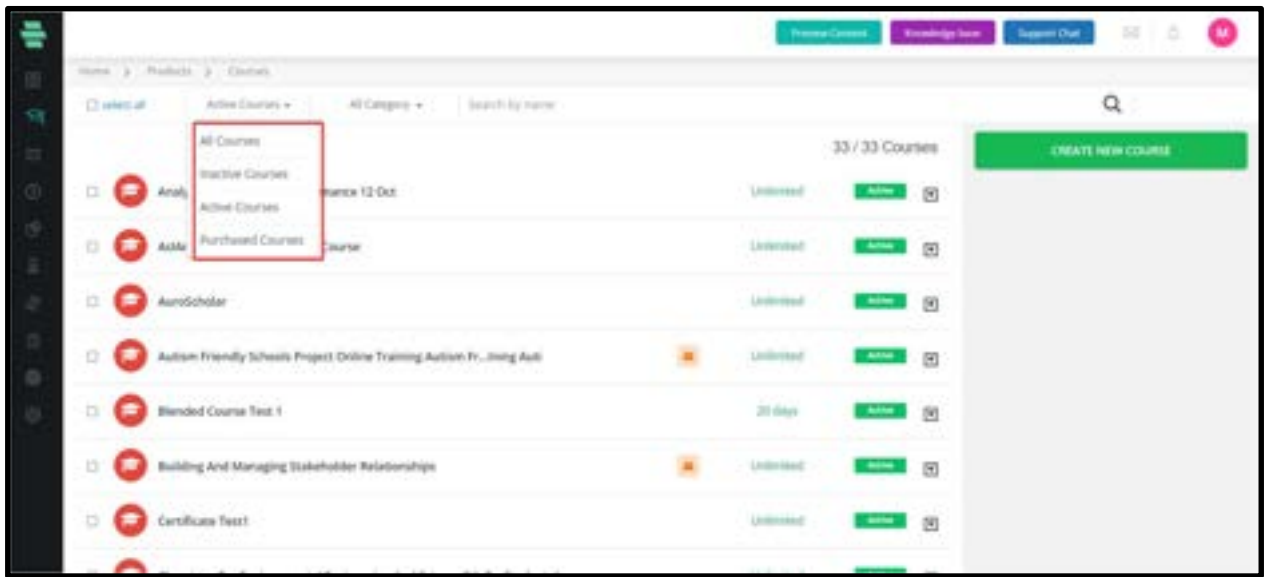 Preview Content Knowledge base Support Chat M
Home > Products > Courses
select all Active Courses All Category Search by name
All Courses
Inactive Courses
Active Courses
Purchased Courses
33 / 33 Courses
CREATE NEW COURSE
mance 12 Oct Unlimited Active
Course Unlimited Active
AuroScholar Unlimited Active
Autism Friendly Schools Project Online Training Autism Fr...ining Auti Unlimited Active
Blended Course Test 1 20 days Active
Building And Managing Stakeholder Relationships Unlimited Active
Certificate Test1 Unlimited Active